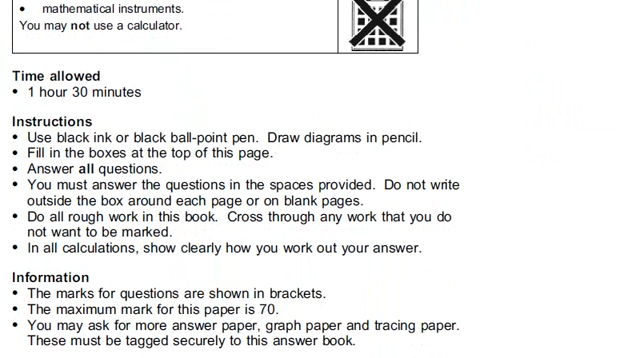 • mathematical instruments.
You may not use a calculator.
Time allowed
• 1 hour 30 minutes
Instructions
• Use black ink or black ball-point pen. Draw diagrams in pencil.
• Fill in the boxes at the top of this page.
• Answer all questions.
• You must answer the questions in the spaces provided. Do not write
outside the box around each page or on blank pages.
• Do all rough work in this book. Cross through any work that you do
not want to be marked.
• In all calculations, show clearly how you work out your answer.
Information
• The marks for questions are shown in brackets.
• The maximum mark for this paper is 70.
• You may ask for more answer paper, graph paper and tracing paper.
These must be tagged securely to this answer book.